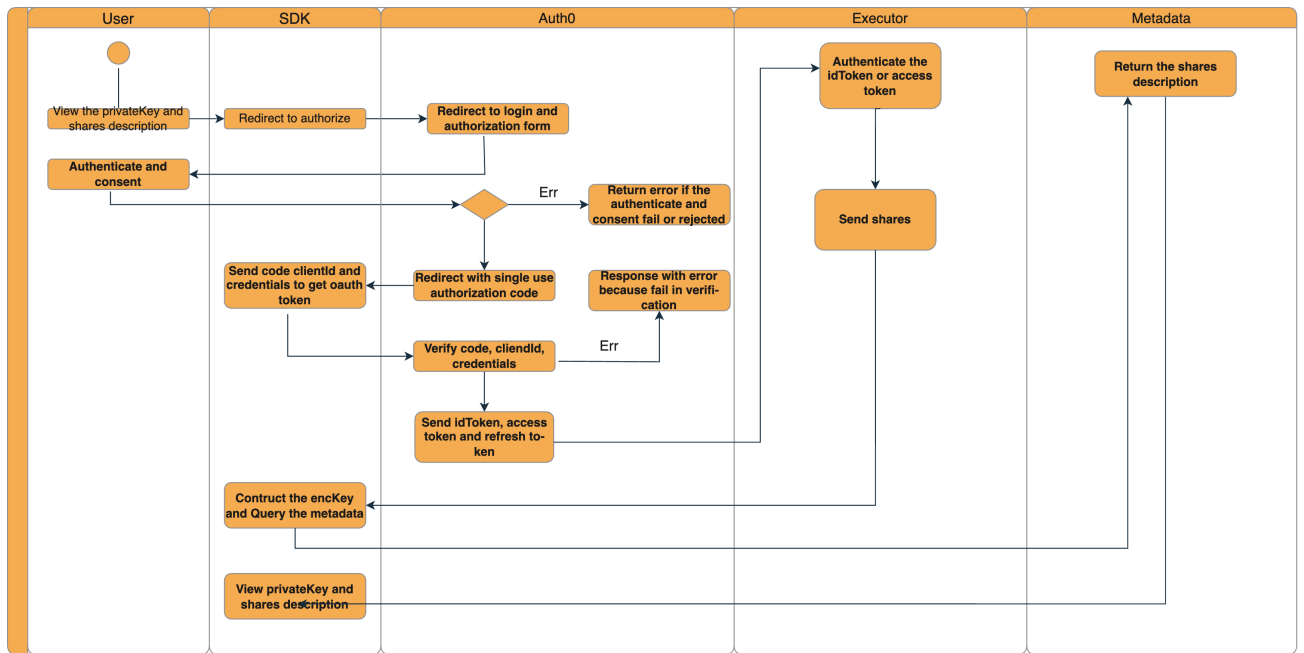 User
SDK
Auth0
Executor
Metadata
View the privateKey and
shares description
Redirect to authorize
Redirect to login and
authorization form
Authenticate the
idToken or access
token
Return the shares
description
Authenticate and
consent
Err
Return error if the
authenticate and
consent fail or rejected
Send shares
Send code clientId and
credentials to get oauth
token
Redirect with single use
authorization code
Response with error
because fail in verifi-
cation
Verify code, cliendId,
credentials
Err
Send idToken, access
token and refresh to-
ken
Contruct the encKey
and Query the metadata
View privateKey and
shares description